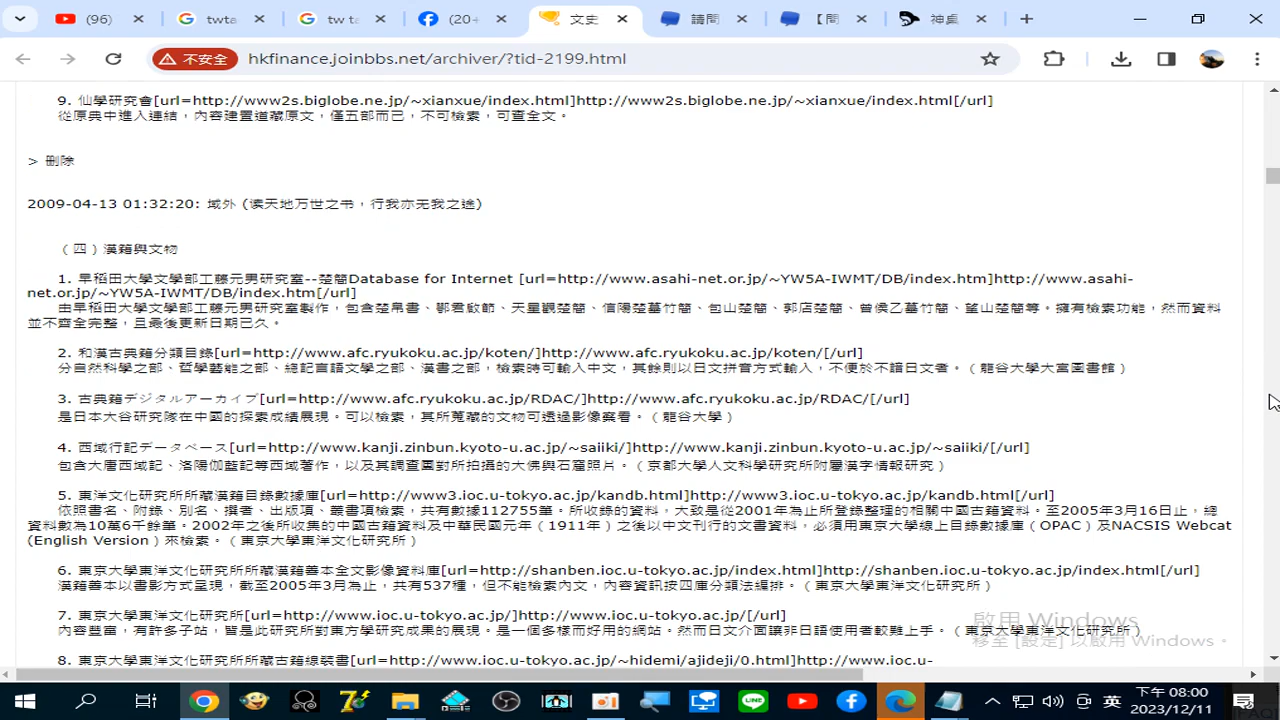 (96)
twta
tw ta
(20+
文史
請問
【問
神桌
不安全
hkfinance.joinbbs.net/archiver/?tid-2199.html
9. 仙學研究會[url=http://www2s.biglobe.ne.jp/~xianxue/index.html]http://www2s.biglobe.ne.jp/~xianxue/index.html[/url]
從原典中進入連結，內容建置道藏原文，僅五部而已，不可檢索，可查全文。
> 刪除
2009-04-13 01:32:20: 域外 (读天地万世之书，行我亦无我之途)
（四）漢籍與文物
1. 早稻田大學文學部工藤元男研究室--楚簡Database for Internet [url=http://www.asahi-net.or.jp/~YW5A-IWMT/DB/index.htm]http://www.asahi-
net.or.jp/~YW5A-IWMT/DB/index.htm[/url]
由早稻田大學文學部工藤元男研究室製作，包含楚帛書、鄂君啟節、天星觀楚簡、信陽楚墓竹簡、包山楚簡、郭店楚簡、曾侯乙墓竹簡、望山楚簡等。擁有檢索功能，然而資料
並不齊全完整，且最後更新日期已久。
2. 和漢古典籍分類目錄[url=http://www.afc.ryukoku.ac.jp/koten/]http://www.afc.ryukoku.ac.jp/koten/[/url]
分自然科學之部、哲學藝能之部、總記言語文學之部、漢書之部，檢索時可輸入中文，其餘則以日文拼音方式輸入，不便於不諳日文者。（龍谷大學大宮圖書館）
3. 古典籍デジタルアーカイブ[url=http://www.afc.ryukoku.ac.jp/RDAC/]http://www.afc.ryukoku.ac.jp/RDAC/[/url]
是日本大谷研究隊在中國的探索成績展現。可以檢索，其所蒐藏的文物可透過影像察看。（龍谷大學）
4. 西域行記データベース[url=http://www.kanji.zinbun.kyoto-u.ac.jp/~saiiki/]http://www.kanji.zinbun.kyoto-u.ac.jp/~saiiki/[/url]
包含大唐西域記、洛陽伽藍記等西域著作，以及其調查團對所拍攝的大佛與石窟照片。（京都大學人文科學研究所附屬漢字情報研究）
5. 東洋文化研究所所藏漢籍目錄數據庫[url=http://www3.ioc.u-tokyo.ac.jp/kandb.html]http://www3.ioc.u-tokyo.ac.jp/kandb.html[/url]
依照書名、附錄、別名、撰者、出版項、叢書項檢索，共有數據112755筆。所收錄的資料，大致是從2001年為止所登錄整理的相關中國古籍資料。至2005年3月16日止，總
資料數為10萬6千餘筆。2002年之後所收集的中國古籍資料及中華民國元年（1911年）之後以中文刊行的文書資料，必須用東京大學線上目錄數據庫（OPAC）及NACSIS Webcat
(English Version）來檢索。（東京大學東洋文化研究所）
6. 東京大學東洋文化研究所所藏漢籍善本全文影像資料庫[url=http://shanben.ioc.u-tokyo.ac.jp/index.html]http://shanben.ioc.u-tokyo.ac.jp/index.html[/url]
漢籍善本以書影方式呈現，截至2005年3月為止，共有537種，但不能檢索內文，內容資訊按四庫分類法編排。（東京大學東洋文化研究所）
7. 東京大學東洋文化研究所[url=http://www.ioc.u-tokyo.ac.jp/]http://www.ioc.u-tokyo.ac.jp/[/url]
內容豐富，有許多子站，皆是此研究所對東方學研究成果的展現。是一個多樣而好用的網站。然而日文介面讓非日語使用者較難上手。（東京大學東洋文化研究所）
8. 東京大學東洋文化研究所所藏古籍線裝書[url=http://www.ioc.u-tokyo.ac.jp/~hidemi/ajideji/0.html]http://www.ioc.u-
啟用 Windows
移至 [設定] 以啟用 Windows。
英
下午 08:00
2023/12/11